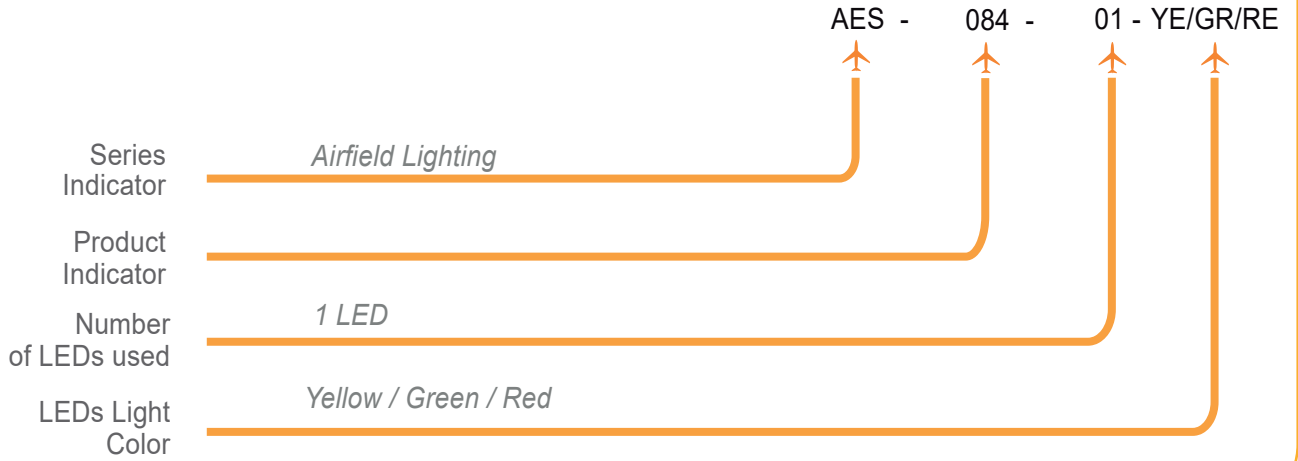 AES - 084 - 01 - YE/GR/RE
Series
Indicator
Airfield Lighting
Product
Indicator
Number
of LEDs used
1 LED
LEDs Light
Color
Yellow / Green / Red